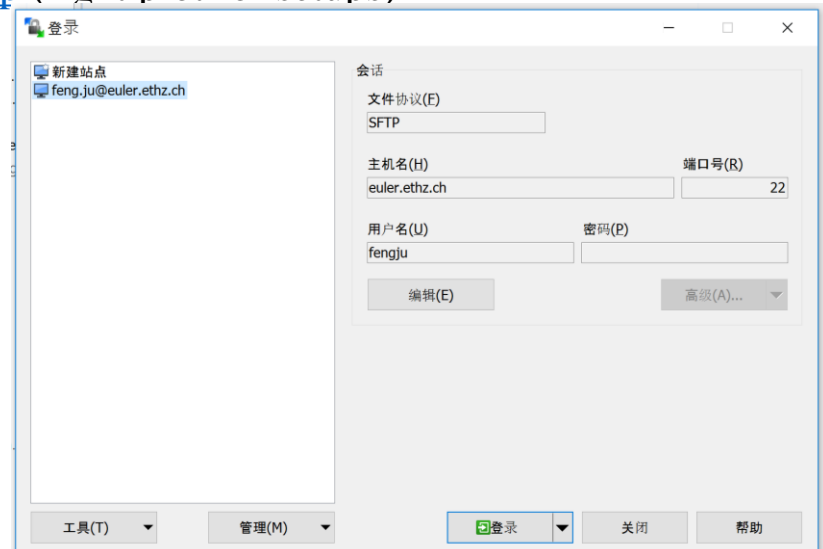 登录
新建站点
feng.ju@euler.ethz.ch
会话
文件协议(F)
SFTP
主机名(H)
端口号(R)
euler.ethz.ch
22
用户名(U)
密码(P)
fengju
编辑(E)
高级(A)...
工具(T)
管理(M)
登录
关闭
帮助